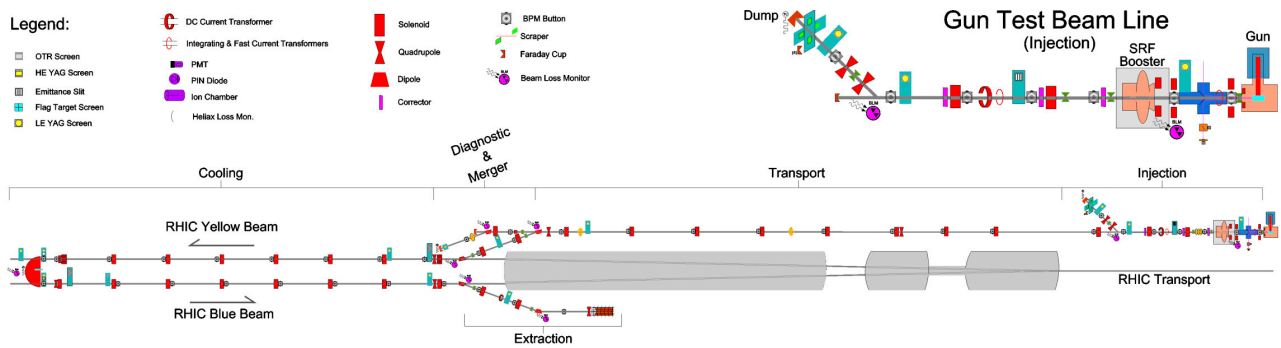 Legend:
OTR Screen
HE YAG Screen
Emittance Slit
Flag Target Screen
LE YAG Screen
DC Current Transformer
Integrating & Fast Current Transformers
PMT
PIN Diode
Ion Chamber
Heliax Loss Mon.
Solenoid
Quadrupole
Dipole
Corrector
BPM Button
Scraper
Faraday Cup
BLM
Beam Loss Monitor
Gun Test Beam Line
(Injection)
Dump
SRF
Booster
Gun
BLM
BLM
Cooling
Diagnostic
&
Merger
Transport
Injection
RHIC Yellow Beam
RHIC Blue Beam
RHIC Transport
Extraction